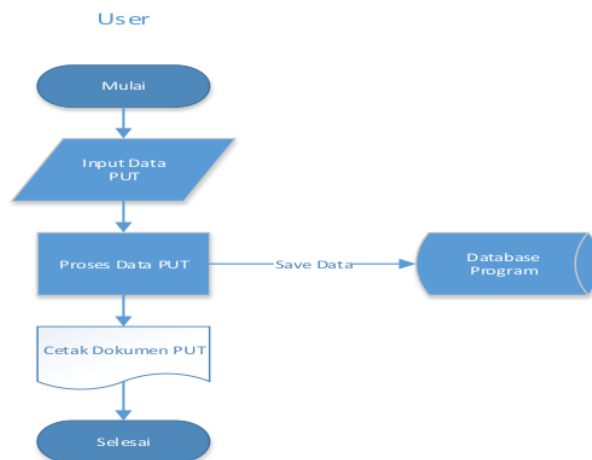 User
Mulai
Input Data
PUT
Proses Data PUT
Save Data
Database
Program
Cetak Dokumen PUT
Selesai